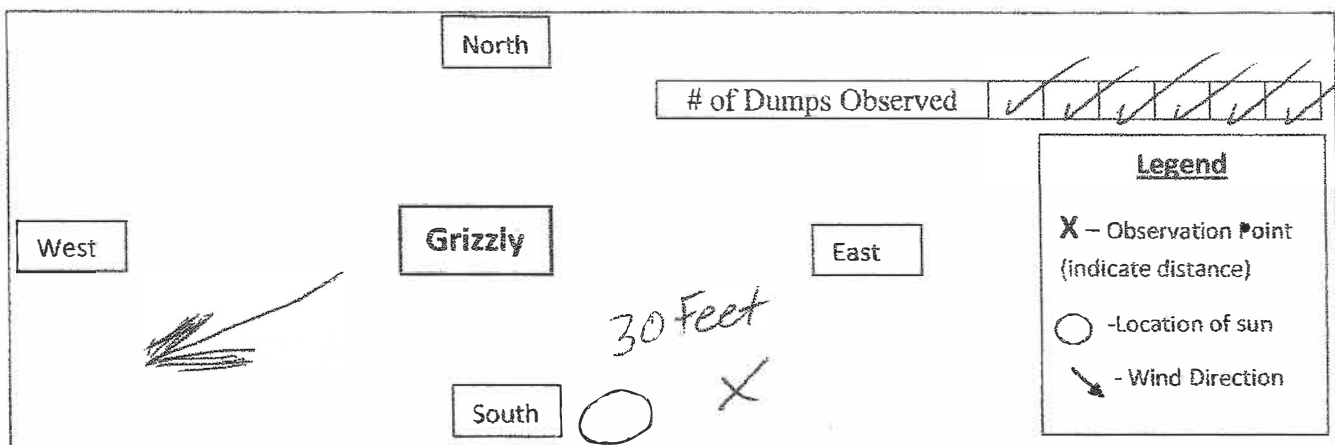 North
# of Dumps Observed ✓ ✓ ✓ ✓ ✓ ✓
Legend
West
Grizzly
East
X – Observation Point
(indicate distance)
30 Feet
-Location of sun
X
- Wind Direction
South